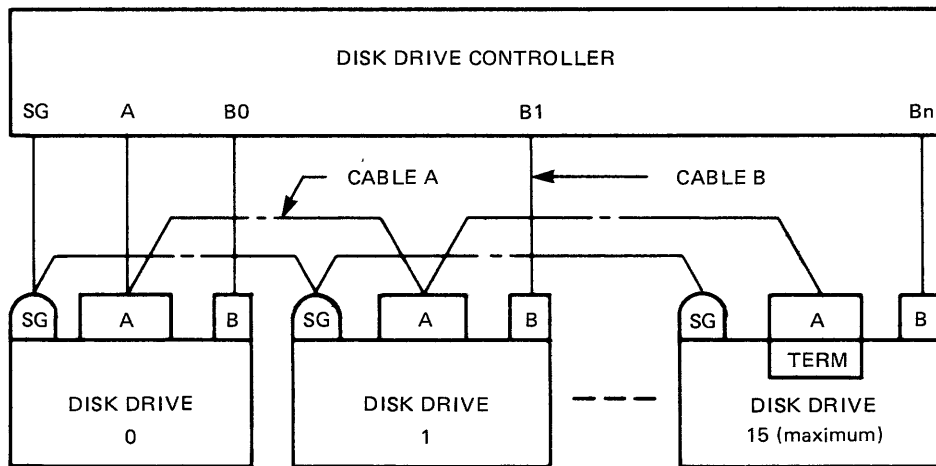 DISK DRIVE CONTROLLER
SG A B0 B1 Bn
CABLE A CABLE B
SG A B SG A B SG A B
TERM
DISK DRIVE DISK DRIVE DISK DRIVE
0 1 15 (maximum)